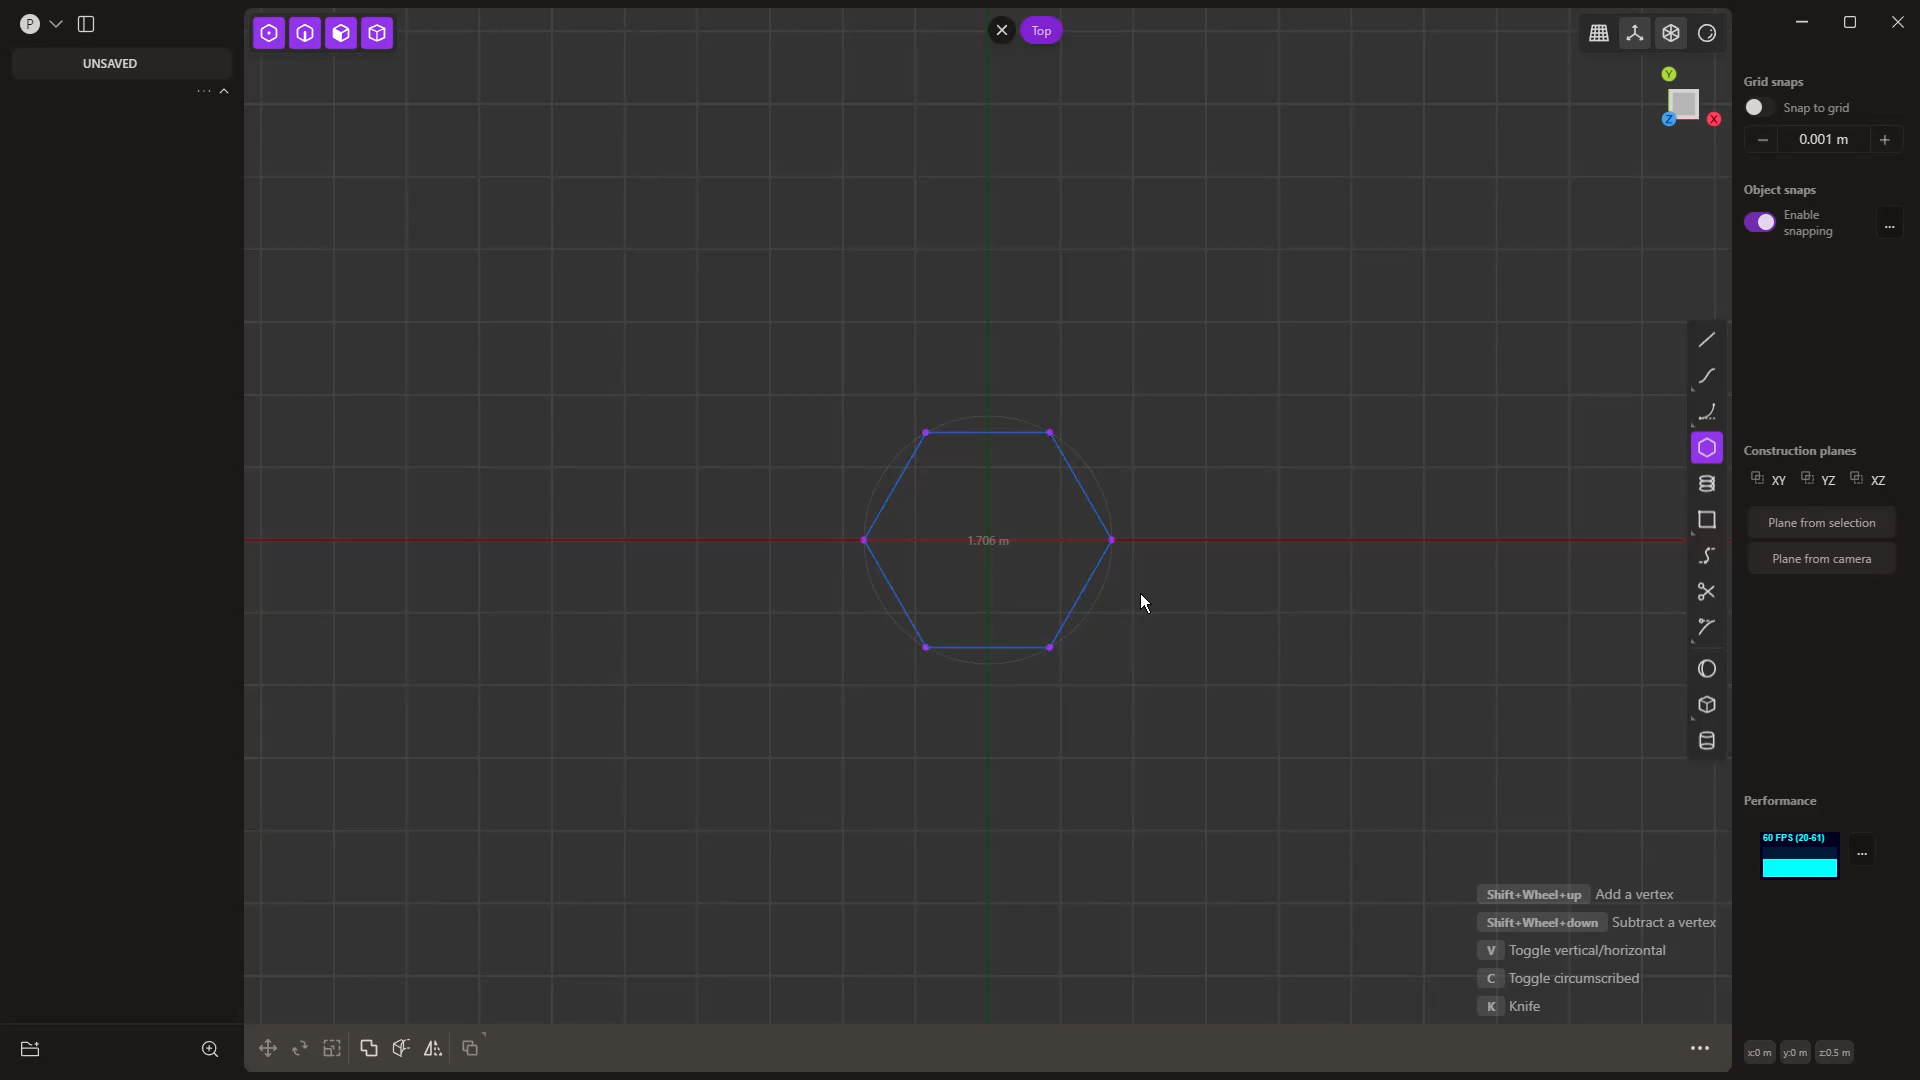 P
UNSAVED
Top
Y
Z
X
1.706 m
Grid snaps
Snap to grid
0.001 m
Object snaps
Enable
snapping
...
Construction planes
XY YZ XZ
Plane from selection
Plane from camera
Performance
60 FPS (20-61)
...
Shift+Wheel+up Add a vertex
Shift+Wheel+down Subtract a vertex
V Toggle vertical/horizontal
C Toggle circumscribed
K Knife
x:0 m y:0 m z:0.5 m